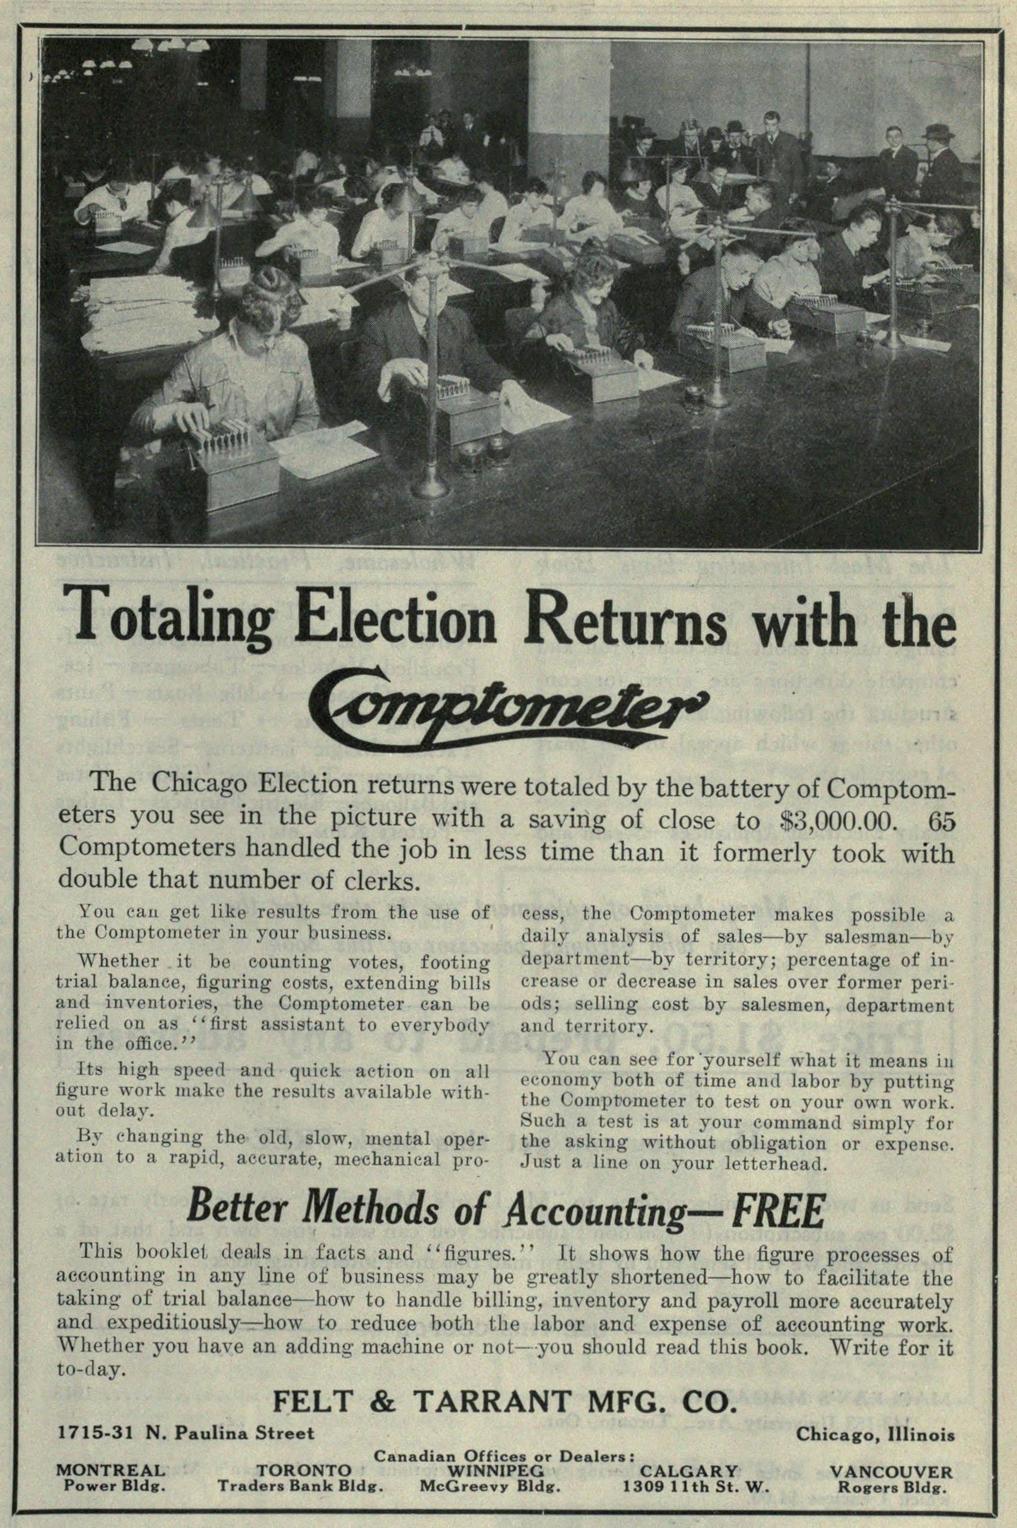 Totaling Election Returns with the
Comptometer
The Chicago Election returns were totaled by the battery of Comptom-
eters you see in the picture with a saving of close to $3,000.00. 65
Comptometers handled the job in less time than it formerly took with
double that number of clerks.
You can get like results from the use of
the Comptometer in your business.
Whether it be counting votes, footing
trial balance, figuring costs, extending bills
and inventories, the Comptometer can be
relied on as ‘‘first assistant to everybody
in the office.’’
Its high speed and quick action on all
figure work make the results available with-
out delay.
By changing the old, slow, mental oper-
ation to a rapid, accurate, mechanical pro-
cess, the Comptometer makes possible a
daily analysis of sales—by salesman—by
department—by territory; percentage of in-
crease or decrease in sales over former peri-
ods; selling cost by salesmen, department
and territory.
You can see for yourself what it means in
economy both of time and labor by putting
the Comptometer to test on your own work.
Such a test is at your command simply for
the asking without obligation or expense.
Just a line on your letterhead.
Better Methods of Accounting—FREE
This booklet deals in facts and ‘‘figures.’’ It shows how the figure processes of
accounting in any line of business may be greatly shortened—how to facilitate the
taking of trial balance—how to handle billing, inventory and payroll more accurately
and expeditiously—how to reduce both the labor and expense of accounting work.
Whether you have an adding machine or not—you should read this book. Write for it
to-day.
FELT & TARRANT MFG. CO.
1715-31 N. Paulina Street Chicago, Illinois
Canadian Offices or Dealers:
MONTREAL TORONTO WINNIPEG CALGARY VANCOUVER
Power Bldg. Traders Bank Bldg. McGreevy Bldg. 1309 11th St. W. Rogers Bldg.